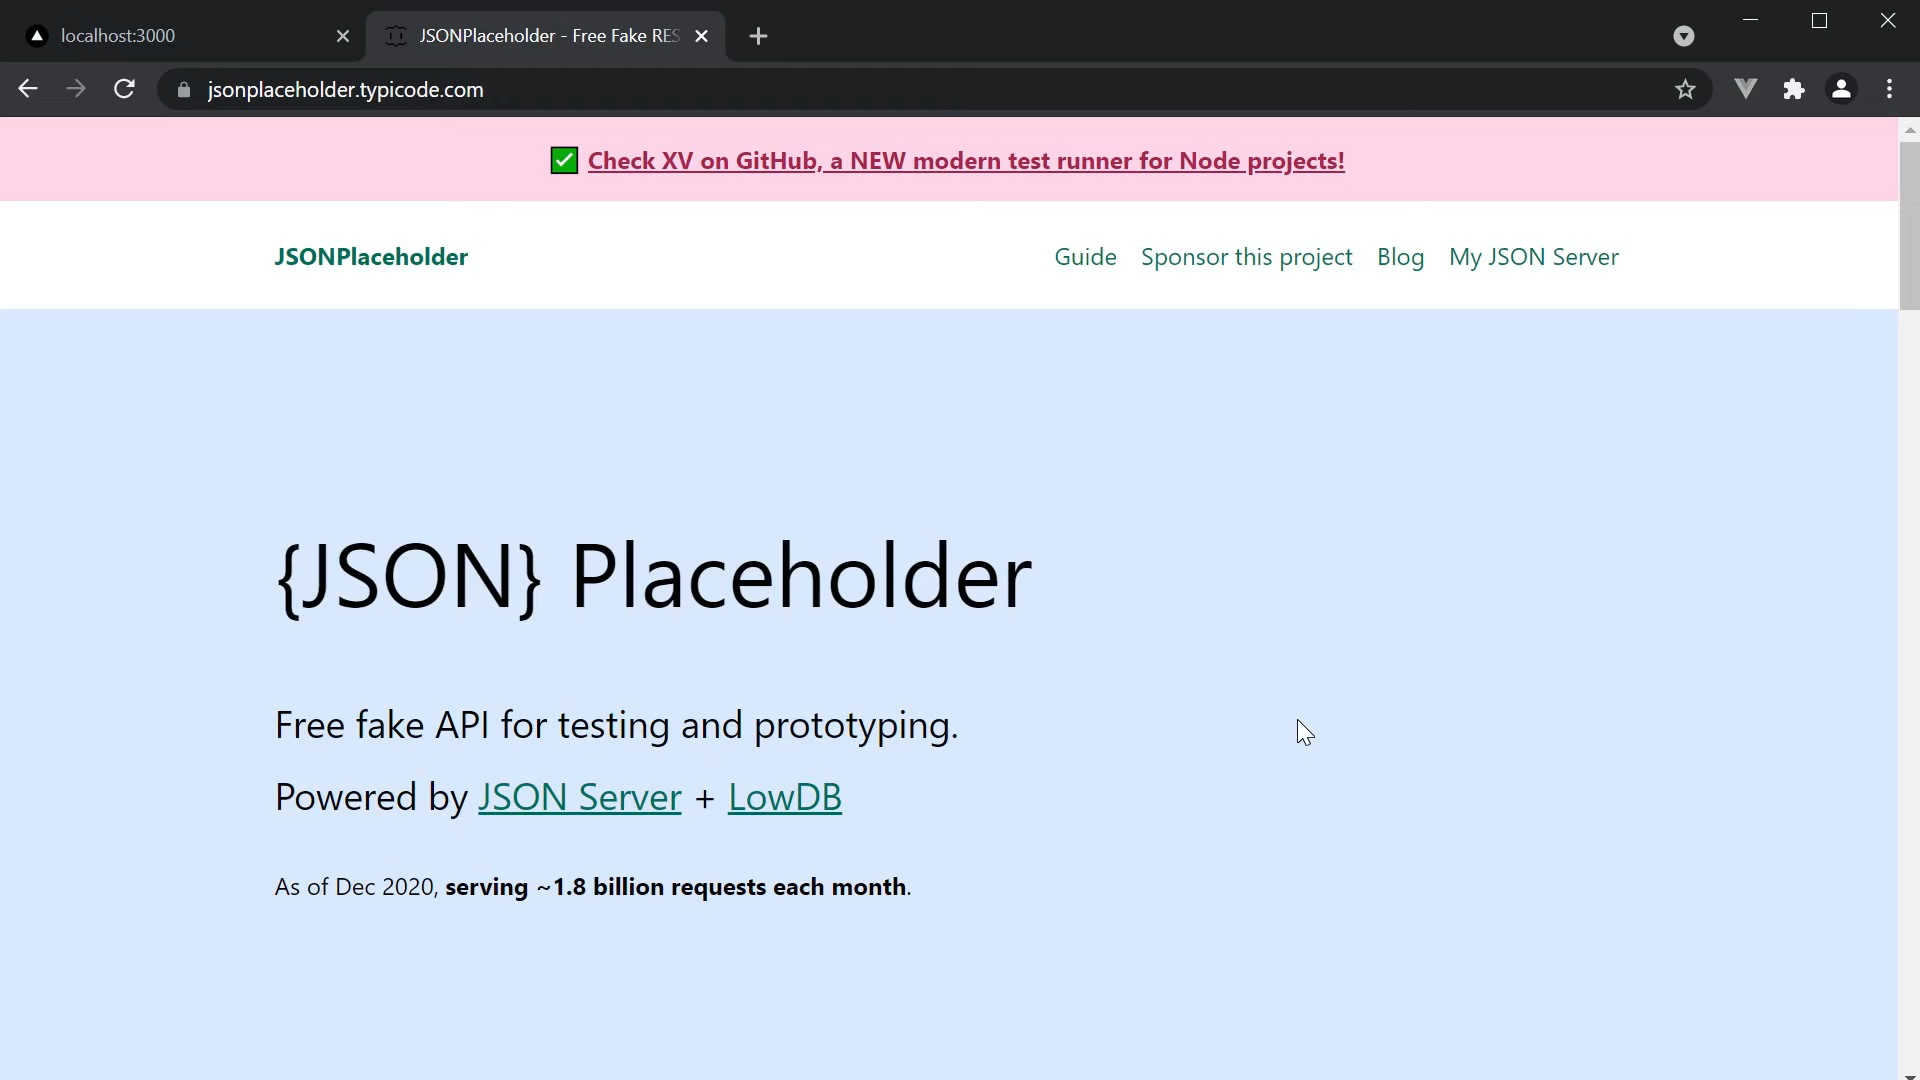 localhost:3000
JSONPlaceholder - Free Fake RES
jsonplaceholder.typicode.com
✅ Check XV on GitHub, a NEW modern test runner for Node projects!
JSONPlaceholder
Guide Sponsor this project Blog My JSON Server
{JSON} Placeholder
Free fake API for testing and prototyping.
Powered by JSON Server + LowDB
As of Dec 2020, serving ~1.8 billion requests each month.